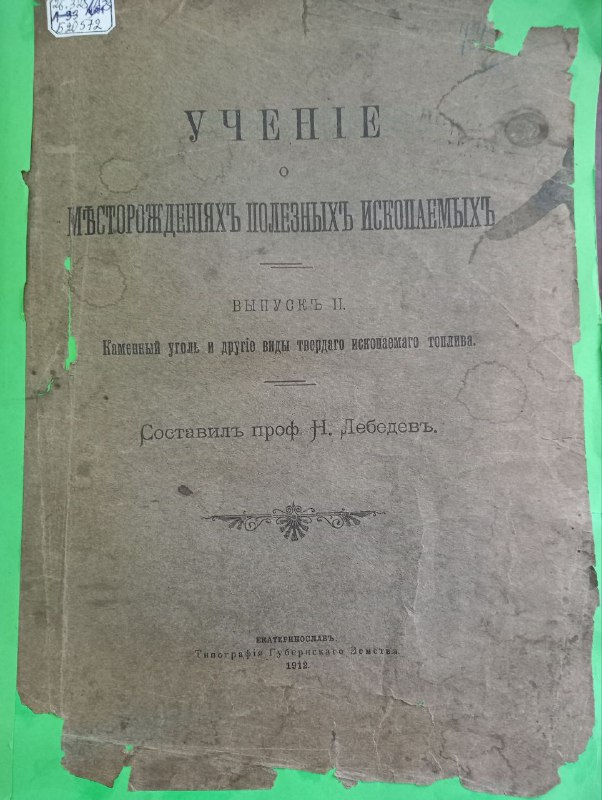 Б20572
УЧЕНІЕ
О
МѢСТОРОЖДЕНІЯХЪ ПОЛЕЗНЫХЪ ИСКОПАЕМЫХЪ
ВЫПУСКЪ II.
Каменный уголь и другіе виды твердаго ископаемаго топлива.
Составилъ проф. Н. Лебедевъ.
ЕКАТЕРИНОСЛАВЪ.
Типографія Губернскаго Земства.
1912.